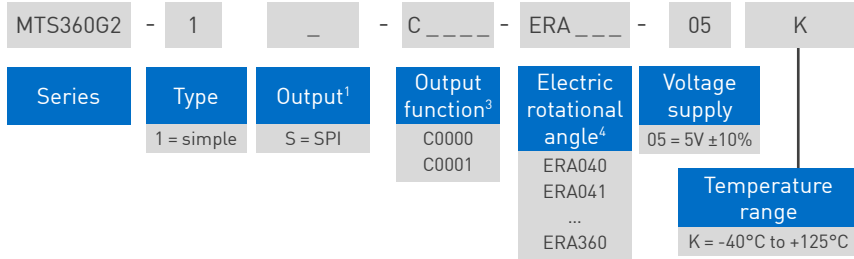 MTS360G2 - 1 _ - C _ _ _ _ - ERA _ _ _ - 05 K
Series
Type
1 = simple
Output¹
S = SPI
Output
function³
C0000
C0001
Electric
rotational
angle⁴
ERA040
ERA041
...
ERA360
Voltage
supply
05 = 5V ±10%
Temperature
range
K = -40°C to +125°C